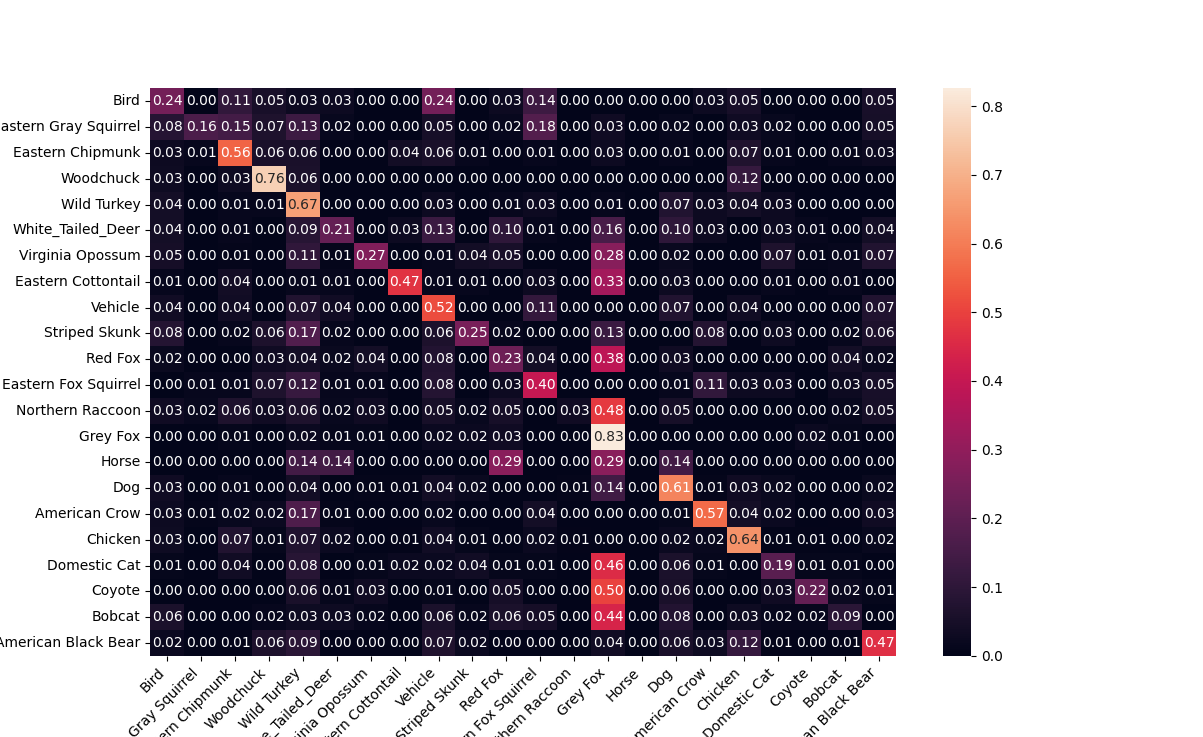 Bird 0.24 0.00 0.11 0.05 0.03 0.03 0.00 0.00 0.24 0.00 0.03 0.14 0.00 0.00 0.00 0.00 0.03 0.05 0.00 0.00 0.00 0.05
astern Gray Squirrel 0.08 0.16 0.15 0.07 0.13 0.02 0.00 0.00 0.05 0.00 0.02 0.18 0.00 0.03 0.00 0.02 0.00 0.03 0.02 0.00 0.00 0.05
Eastern Chipmunk 0.03 0.01 0.56 0.06 0.06 0.00 0.00 0.04 0.06 0.01 0.00 0.01 0.00 0.03 0.00 0.01 0.00 0.07 0.01 0.00 0.01 0.03
Woodchuck 0.03 0.00 0.03 0.76 0.06 0.00 0.00 0.00 0.00 0.00 0.00 0.00 0.00 0.00 0.00 0.00 0.00 0.12 0.00 0.00 0.00 0.00
Wild Turkey 0.04 0.00 0.01 0.01 0.67 0.00 0.00 0.00 0.03 0.00 0.01 0.03 0.00 0.01 0.00 0.07 0.03 0.04 0.03 0.00 0.00 0.00
White_Tailed_Deer 0.04 0.00 0.01 0.00 0.09 0.21 0.00 0.03 0.13 0.00 0.10 0.01 0.00 0.16 0.00 0.10 0.03 0.00 0.03 0.01 0.00 0.04
Virginia Opossum 0.05 0.00 0.01 0.00 0.11 0.01 0.27 0.00 0.01 0.04 0.05 0.00 0.00 0.28 0.00 0.02 0.00 0.00 0.07 0.01 0.01 0.07
Eastern Cottontail 0.01 0.00 0.04 0.00 0.01 0.01 0.00 0.47 0.01 0.01 0.00 0.03 0.00 0.33 0.00 0.03 0.00 0.00 0.01 0.00 0.01 0.00
Vehicle 0.04 0.00 0.04 0.00 0.07 0.04 0.00 0.00 0.52 0.00 0.00 0.11 0.00 0.00 0.00 0.07 0.00 0.04 0.00 0.00 0.00 0.07
Striped Skunk 0.08 0.00 0.02 0.06 0.17 0.02 0.00 0.00 0.06 0.25 0.02 0.00 0.00 0.13 0.00 0.00 0.08 0.00 0.03 0.00 0.02 0.06
Red Fox 0.02 0.00 0.00 0.03 0.04 0.02 0.04 0.00 0.08 0.00 0.23 0.04 0.00 0.38 0.00 0.03 0.00 0.00 0.00 0.00 0.04 0.02
Eastern Fox Squirrel 0.00 0.01 0.01 0.07 0.12 0.01 0.01 0.00 0.08 0.00 0.03 0.40 0.00 0.00 0.00 0.01 0.11 0.03 0.03 0.00 0.03 0.05
Northern Raccoon 0.03 0.02 0.06 0.03 0.06 0.02 0.03 0.00 0.05 0.02 0.05 0.00 0.03 0.48 0.00 0.05 0.00 0.00 0.00 0.00 0.02 0.05
Grey Fox 0.00 0.00 0.01 0.00 0.02 0.01 0.01 0.00 0.02 0.02 0.03 0.00 0.00 0.83 0.00 0.00 0.00 0.00 0.00 0.02 0.01 0.00
Horse 0.00 0.00 0.00 0.00 0.14 0.14 0.00 0.00 0.00 0.00 0.29 0.00 0.00 0.29 0.00 0.14 0.00 0.00 0.00 0.00 0.00 0.00
Dog 0.03 0.00 0.01 0.00 0.04 0.00 0.01 0.01 0.04 0.02 0.00 0.00 0.01 0.14 0.00 0.61 0.01 0.03 0.02 0.00 0.00 0.02
American Crow 0.03 0.01 0.02 0.02 0.17 0.01 0.00 0.00 0.02 0.00 0.00 0.04 0.00 0.00 0.00 0.01 0.57 0.04 0.02 0.00 0.00 0.03
Chicken 0.03 0.00 0.07 0.01 0.07 0.02 0.00 0.01 0.04 0.01 0.00 0.02 0.01 0.00 0.00 0.02 0.02 0.64 0.01 0.01 0.00 0.02
Domestic Cat 0.01 0.00 0.04 0.00 0.08 0.00 0.01 0.02 0.02 0.04 0.01 0.01 0.00 0.46 0.00 0.06 0.01 0.00 0.19 0.01 0.01 0.00
Coyote 0.00 0.00 0.00 0.00 0.06 0.01 0.03 0.00 0.01 0.00 0.05 0.00 0.00 0.50 0.00 0.06 0.00 0.00 0.03 0.22 0.02 0.01
Bobcat 0.06 0.00 0.00 0.02 0.03 0.03 0.02 0.00 0.06 0.02 0.06 0.05 0.00 0.44 0.00 0.08 0.00 0.03 0.02 0.02 0.09 0.00
American Black Bear 0.02 0.00 0.01 0.06 0.09 0.00 0.00 0.00 0.07 0.02 0.00 0.00 0.00 0.04 0.00 0.06 0.03 0.12 0.01 0.00 0.01 0.47
Bird
Gray Squirrel
ern Chipmunk
Woodchuck
Wild Turkey
e_Tailed_Deer
inia Opossum
ern Cottontail
Vehicle
Striped Skunk
Red Fox
rn Fox Squirrel
thern Raccoon
Grey Fox
Horse
Dog
merican Crow
Chicken
Domestic Cat
Coyote
Bobcat
an Black Bear
0.8
0.7
0.6
0.5
0.4
0.3
0.2
0.1
0.0